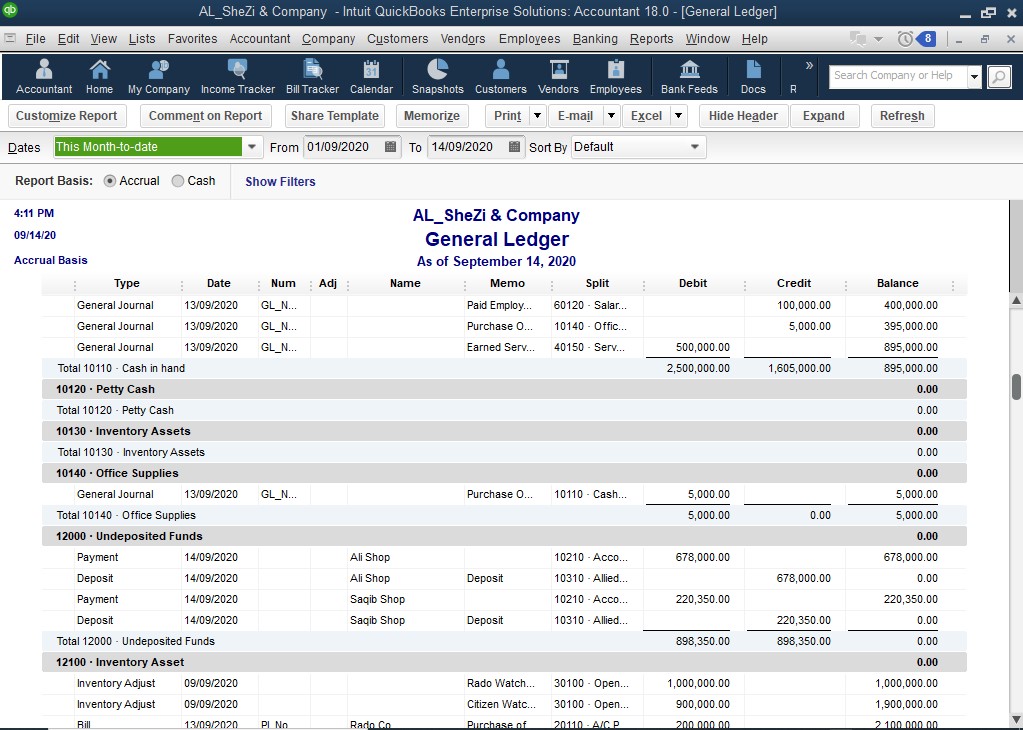 qb AL_SheZi & Company - Intuit QuickBooks Enterprise Solutions: Accountant 18.0 - [General Ledger]
File Edit View Lists Favorites Accountant Company Customers Vendors Employees Banking Reports Window Help 8
31
Accountant Home My Company Income Tracker Bill Tracker Calendar Snapshots Customers Vendors Employees Bank Feeds Docs R » Search Company or Help
Customize Report Comment on Report Share Template Memorize Print E-mail Excel Hide Header Expand Refresh
Dates This Month-to-date From 01/09/2020 To 14/09/2020 Sort By Default
Report Basis: Accrual Cash Show Filters
4:11 PM AL_SheZi & Company
09/14/20 General Ledger
Accrual Basis As of September 14, 2020
Type Date Num Adj Name Memo Split Debit Credit Balance
General Journal 13/09/2020 GL_N... Paid Employ... 60120 · Salar... 100,000.00 400,000.00
General Journal 13/09/2020 GL_N... Purchase O... 10140 · Offic... 5,000.00 395,000.00
General Journal 13/09/2020 GL_N... Earned Serv... 40150 · Serv... 500,000.00 895,000.00
Total 10110 · Cash in hand 2,500,000.00 1,605,000.00 895,000.00
10120 · Petty Cash 0.00
Total 10120 · Petty Cash 0.00
10130 · Inventory Assets 0.00
Total 10130 · Inventory Assets 0.00
10140 · Office Supplies 0.00
General Journal 13/09/2020 GL_N... Purchase O... 10110 · Cash... 5,000.00 5,000.00
Total 10140 · Office Supplies 5,000.00 0.00 5,000.00
12000 · Undeposited Funds 0.00
Payment 14/09/2020 Ali Shop 10210 · Acco... 678,000.00 678,000.00
Deposit 14/09/2020 Ali Shop Deposit 10310 · Allied... 678,000.00 0.00
Payment 14/09/2020 Saqib Shop 10210 · Acco... 220,350.00 220,350.00
Deposit 14/09/2020 Saqib Shop Deposit 10310 · Allied... 220,350.00 0.00
Total 12000 · Undeposited Funds 898,350.00 898,350.00 0.00
12100 · Inventory Asset 0.00
Inventory Adjust 09/09/2020 Rado Watch... 30100 · Open... 1,000,000.00 1,000,000.00
Inventory Adjust 09/09/2020 Citizen Watc... 30100 · Open... 900,000.00 1,900,000.00
Bill 13/09/2020 PI_No... Rado Co. Purchase of... 20110 · A/C P... 200,000.00 2,100,000.00